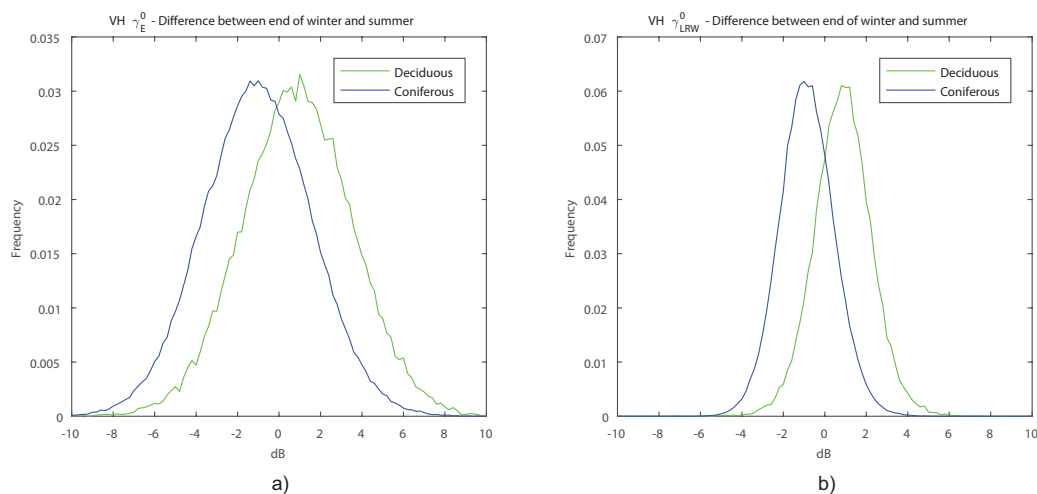 VH γ⁰_E - Difference between end of winter and summer
0.035
0.03
0.025
0.02
0.015
0.01
0.005
0
Frequency
Deciduous
Coniferous
-10 -8 -6 -4 -2 0 2 4 6 8 10
dB
a)
VH γ⁰_LRW - Difference between end of winter and summer
0.07
0.06
0.05
0.04
0.03
0.02
0.01
0
Frequency
Deciduous
Coniferous
-10 -8 -6 -4 -2 0 2 4 6 8 10
dB
b)